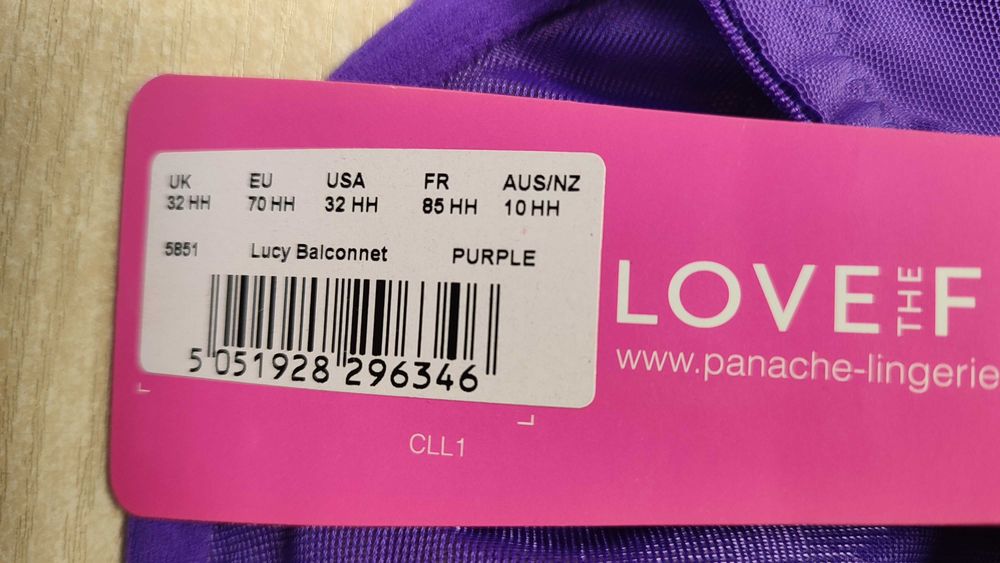 UK EU USA FR AUS/NZ
32 HH 70 HH 32 HH 85 HH 10 HH
5851 Lucy Balconnet PURPLE
5 051928 296346
LOVE THE F
www.panache-lingerie
CLL1